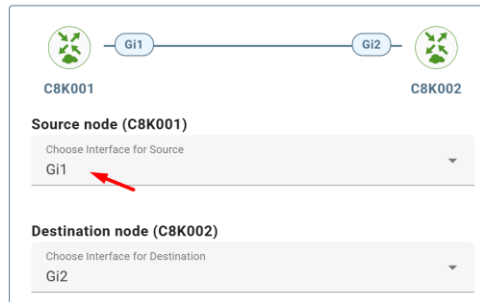 Gi1 Gi2
C8K001 C8K002
Source node (C8K001)
Choose Interface for Source
Gi1
Destination node (C8K002)
Choose Interface for Destination
Gi2